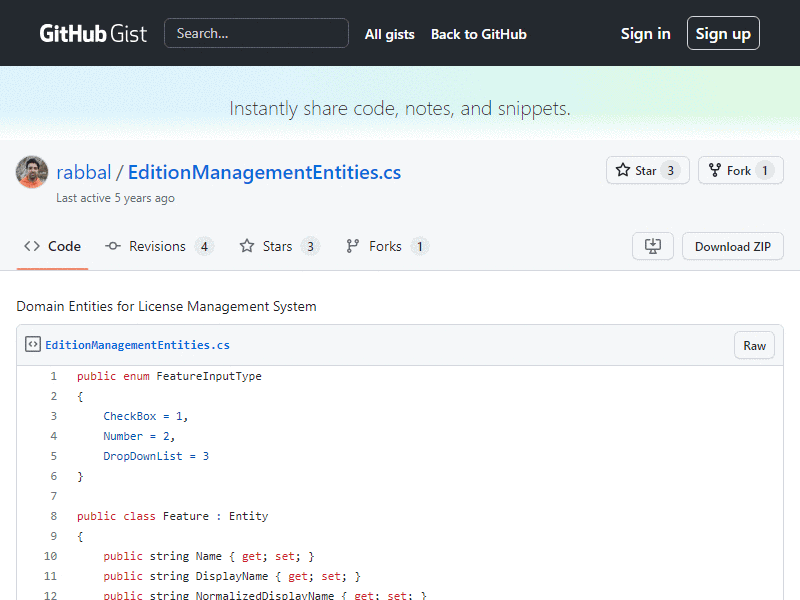 GitHub Gist Search... All gists Back to GitHub Sign in Sign up
Instantly share code, notes, and snippets.
rabbal / EditionManagementEntities.cs
Star 3 Fork 1
Last active 5 years ago
Code Revisions 4 Stars 3 Forks 1 Download ZIP
Domain Entities for License Management System
EditionManagementEntities.cs Raw
1 public enum FeatureInputType
2 {
3 CheckBox = 1,
4 Number = 2,
5 DropDownList = 3
6 }
7
8 public class Feature : Entity
9 {
10 public string Name { get; set; }
11 public string DisplayName { get; set; }
12 public string NormalizedDisplayName { get; set; }